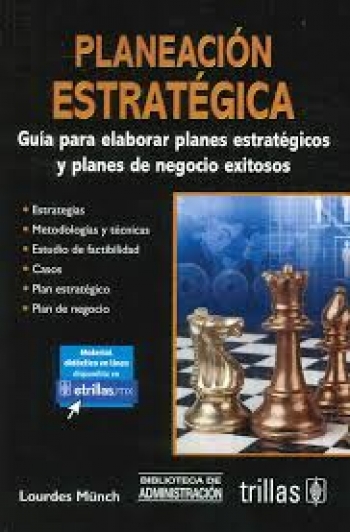 PLANEACIÓN
ESTRATÉGICA
Guía para elaborar planes estratégicos
y planes de negocio exitosos
• Estrategias
• Metodologías y técnicas
• Estudio de factibilidad
• Casos
• Plan estratégico
• Plan de negocio
Material
didáctico en línea
disponible en
etrillas.mx
Lourdes Münch
BIBLIOTECA DE
ADMINISTRACIÓN
trillas